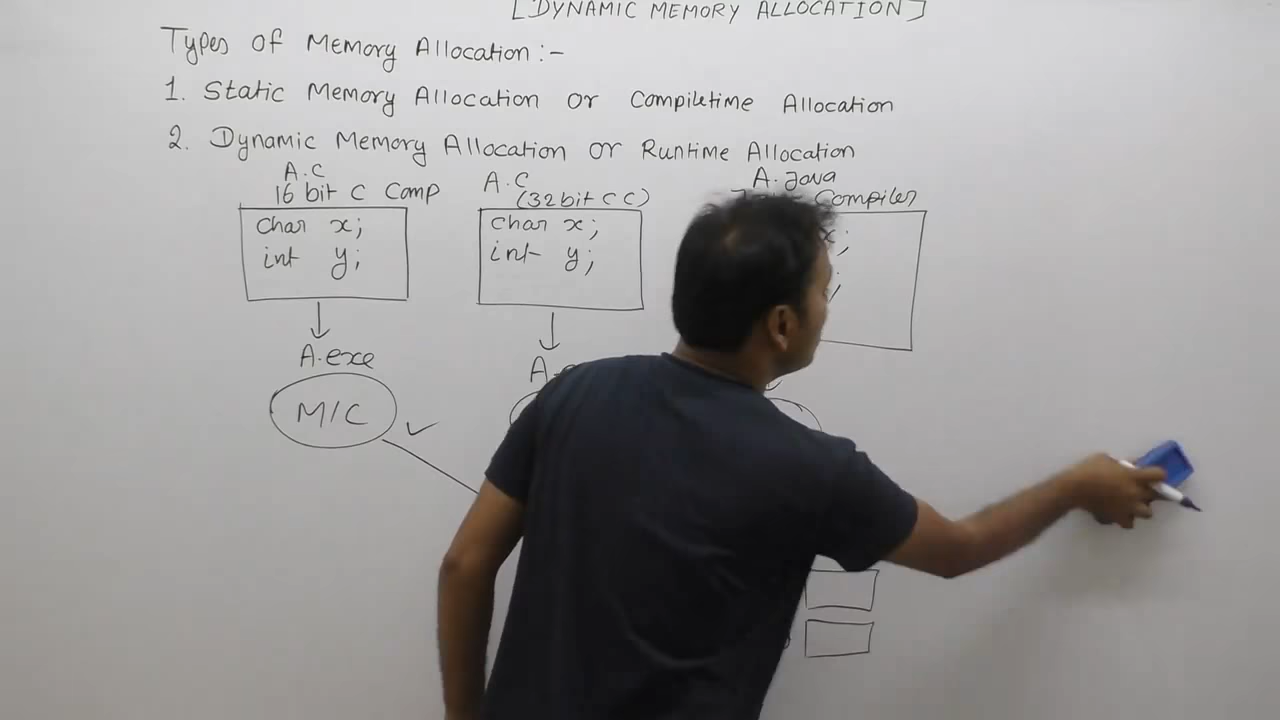 [DYNAMIC MEMORY ALLOCATION]
Types of Memory Allocation :-
1. Static Memory Allocation or Compiletime Allocation
2. Dynamic Memory Allocation or Runtime Allocation
A.C
16 bit C Comp
char x;
int y;
A.exe
M/C
A.C
(32 bit C C)
char x;
int y;
A.
A.Java
Compiler
x;
;